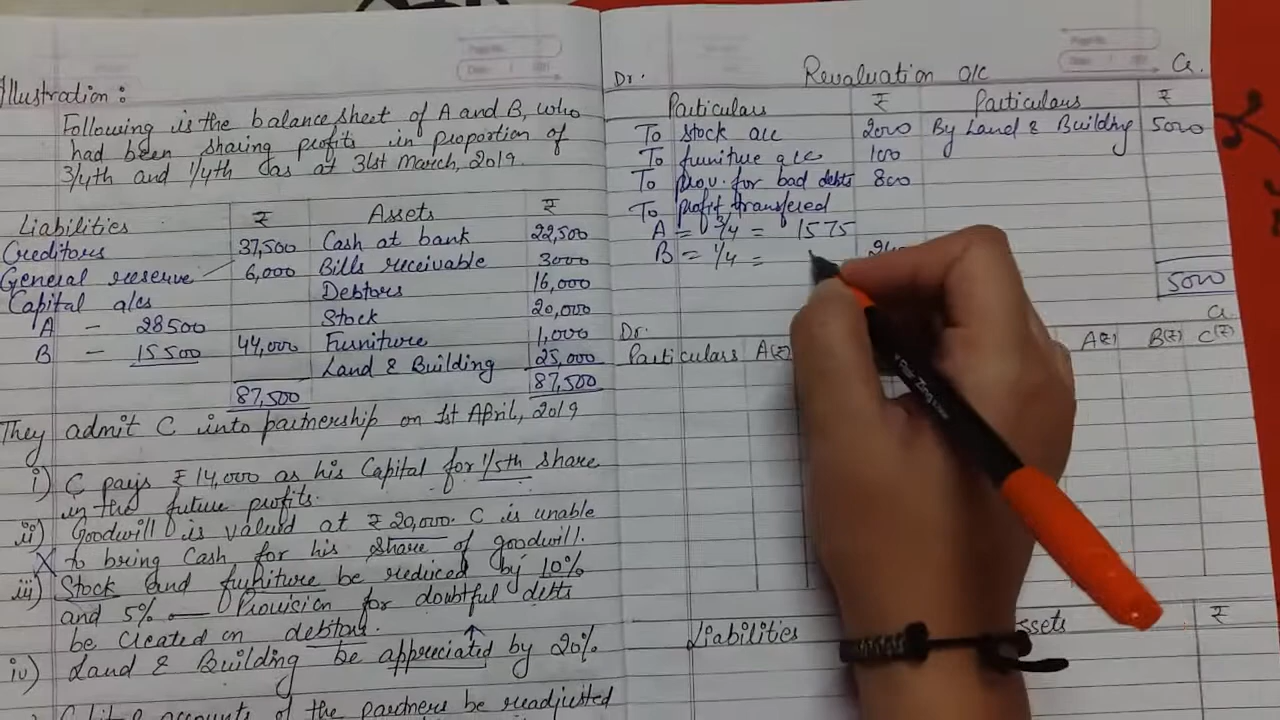 Illustration :
Following is the balance sheet of A and B, who
had been sharing profits in proportion of
3/4th and 1/4th as at 31st March, 2019.
Liabilities ₹ Assets ₹
Creditors 37,500 Cash at bank 22,500
General reserve 6,000 Bills receivable 3000
Capital a/cs Debtors 16,000
A - 28500 Stock 20,000
B - 15500 44,000 Furniture 1,000
Land & Building 25,000
87,500 87,500
They admit C into partnership on 1st April, 2019
i) C pays ₹ 14,000 as his Capital for 1/5th share
in the future profits.
ii) Goodwill is valued at ₹ 20,000. C is unable
X to bring Cash for his share of goodwill.
iii) Stock and furniture be reduced by 10%
and 5% — Provision for doubtful debts
be created on debtors.
iv) Land & Building be appreciated by 20%
accounts of the partners be readjusted
Dr. Revaluation a/c Cr.
Particulars ₹ Particulars ₹
To stock a/c 2000 By Land & Building 5000
To funiture a/c 100
To prov. for bad debts 800
To profit transfered
A = 3/4 = 1575
B = 1/4 =
5000
Dr. Cr.
Particulars A(₹) A(₹) B(₹) C(₹)
Liabilities ₹